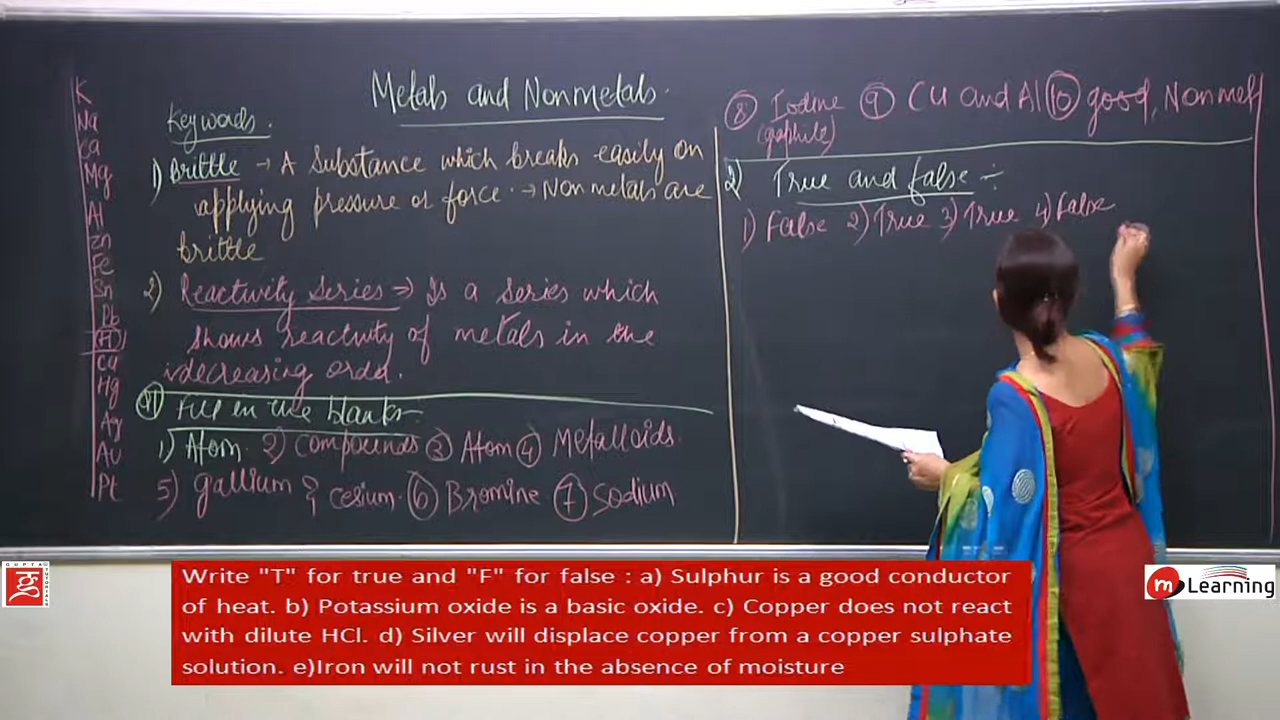 Metals and Nonmetals.
K
Na
Ca
Mg
Al
Zn
Fe
Sn
Pb
(H)
Ca
Hg
Ag
Au
Pt
Keywords.
1) Brittle → A Substance which breaks easily on
applying pressure or force. → Non metals are
brittle
2) Reactivity Series → Is a series which
shows reactivity of metals in the
decreasing order.
Fill in the blanks
1) Atom. 2) Compounds ③ Atom ④ Metalloids
5) gallium & cesium. ⑥ Bromine ⑦ Sodium
⑧ Iodine ⑨ Cu and Al ⑩ good, Nonmet
(gaphite)
2) True and false :-
1) False 2) True 3) True 4) False
Write "T" for true and "F" for false : a) Sulphur is a good conductor
of heat. b) Potassium oxide is a basic oxide. c) Copper does not react
with dilute HCl. d) Silver will displace copper from a copper sulphate
solution. e)Iron will not rust in the absence of moisture
GUPTA TUTORIALS
m Learning